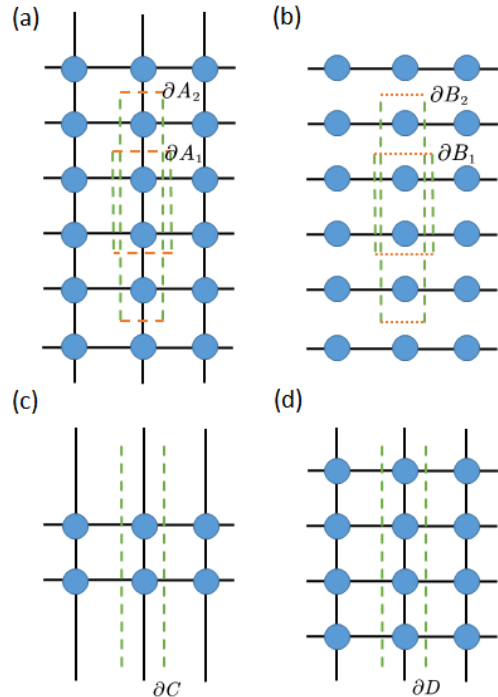 (a)
(b)
∂A₂
∂B₂
∂A₁
∂B₁
(c)
(d)
∂C
∂D